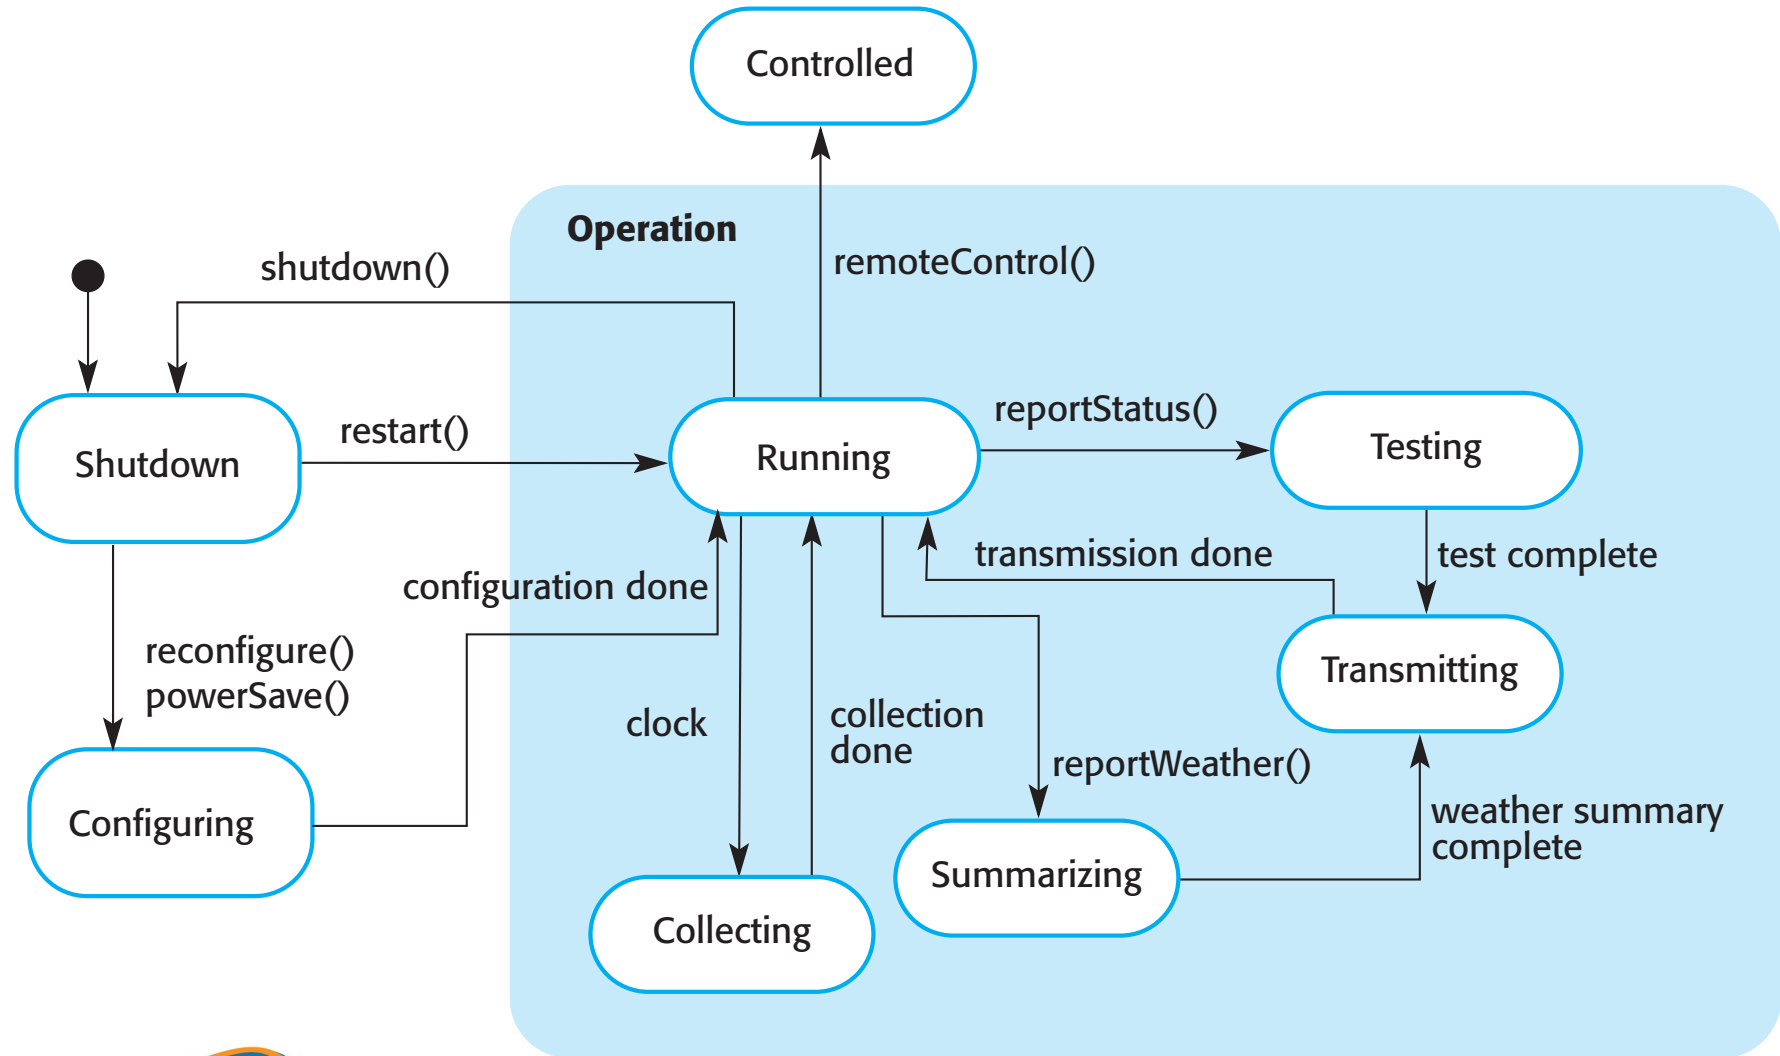 Controlled
Operation
shutdown()
remoteControl()
restart()
reportStatus()
Shutdown
Running
Testing
configuration done
transmission done
test complete
reconfigure()
powerSave()
clock
collection
done
Transmitting
reportWeather()
Configuring
weather summary
complete
Summarizing
Collecting